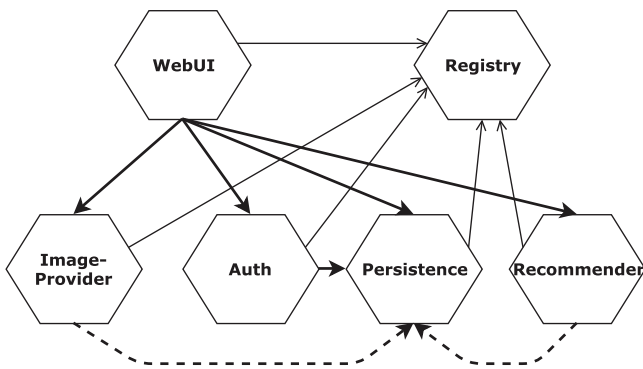 WebUI
Registry
Image-
Provider
Auth
Persistence
Recommender